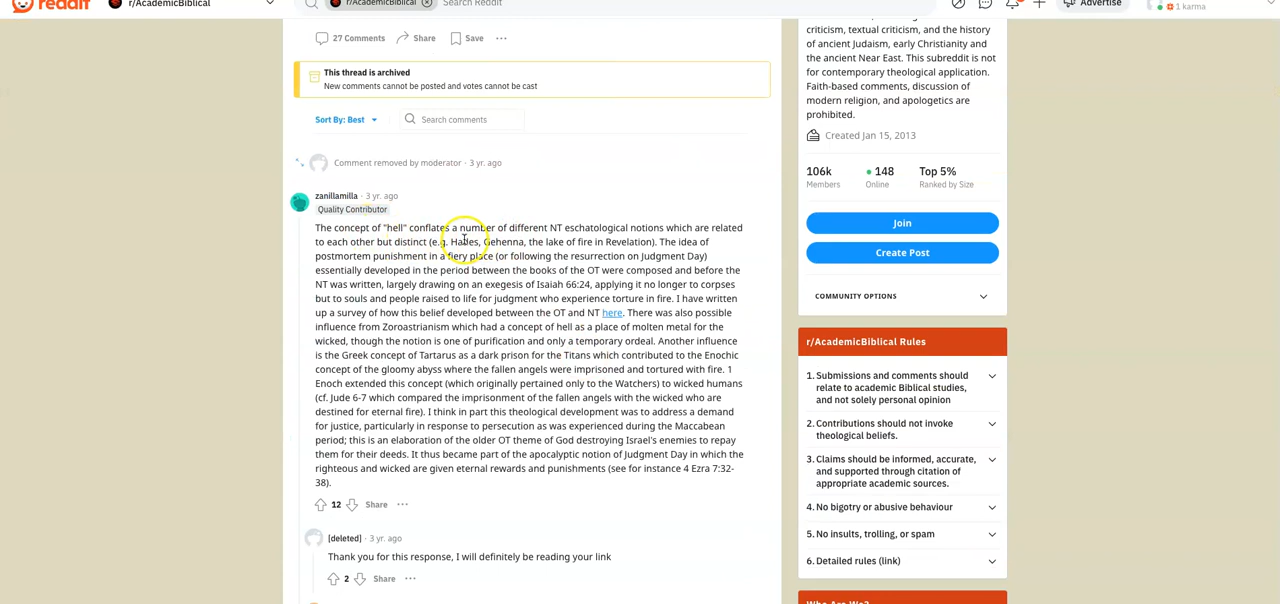 reddit
r/AcademicBiblical
r/AcademicBiblical
Search Reddit
Advertise
1 karma
27 Comments
Share
Save
This thread is archived
New comments cannot be posted and votes cannot be cast
Sort By: Best
Search comments
Comment removed by moderator · 3 yr. ago
zanillamilla · 3 yr. ago
Quality Contributor
The concept of "hell" conflates a number of different NT eschatological notions which are related
to each other but distinct (e.g. Hades, Gehenna, the lake of fire in Revelation). The idea of
postmortem punishment in a fiery place (or following the resurrection on Judgment Day)
essentially developed in the period between the books of the OT were composed and before the
NT was written, largely drawing on an exegesis of Isaiah 66:24, applying it no longer to corpses
but to souls and people raised to life for judgment who experience torture in fire. I have written
up a survey of how this belief developed between the OT and NT here. There was also possible
influence from Zoroastrianism which had a concept of hell as a place of molten metal for the
wicked, though the notion is one of purification and only a temporary ordeal. Another influence
is the Greek concept of Tartarus as a dark prison for the Titans which contributed to the Enochic
concept of the gloomy abyss where the fallen angels were imprisoned and tortured with fire. 1
Enoch extended this concept (which originally pertained only to the Watchers) to wicked humans
(cf. Jude 6-7 which compared the imprisonment of the fallen angels with the wicked who are
destined for eternal fire). I think in part this theological development was to address a demand
for justice, particularly in response to persecution as was experienced during the Maccabean
period; this is an elaboration of the older OT theme of God destroying Israel's enemies to repay
them for their deeds. It thus became part of the apocalyptic notion of Judgment Day in which the
righteous and wicked are given eternal rewards and punishments (see for instance 4 Ezra 7:32-
38).
12
Share
[deleted] · 3 yr. ago
Thank you for this response, I will definitely be reading your link
2
Share
criticism, textual criticism, and the history
of ancient Judaism, early Christianity and
the ancient Near East. This subreddit is
not for contemporary theological application.
Faith-based comments, discussion of
modern religion, and apologetics are
prohibited.
Created Jan 15, 2013
106k
148
Top 5%
Members
Online
Ranked by Size
Join
Create Post
COMMUNITY OPTIONS
r/AcademicBiblical Rules
1. Submissions and comments should
relate to academic Biblical studies,
and not solely personal opinion
2. Contributions should not invoke
theological beliefs.
3. Claims should be informed, accurate,
and supported through citation of
appropriate academic sources.
4. No bigotry or abusive behaviour
5. No insults, trolling, or spam
6. Detailed rules (link)
Who Are We?